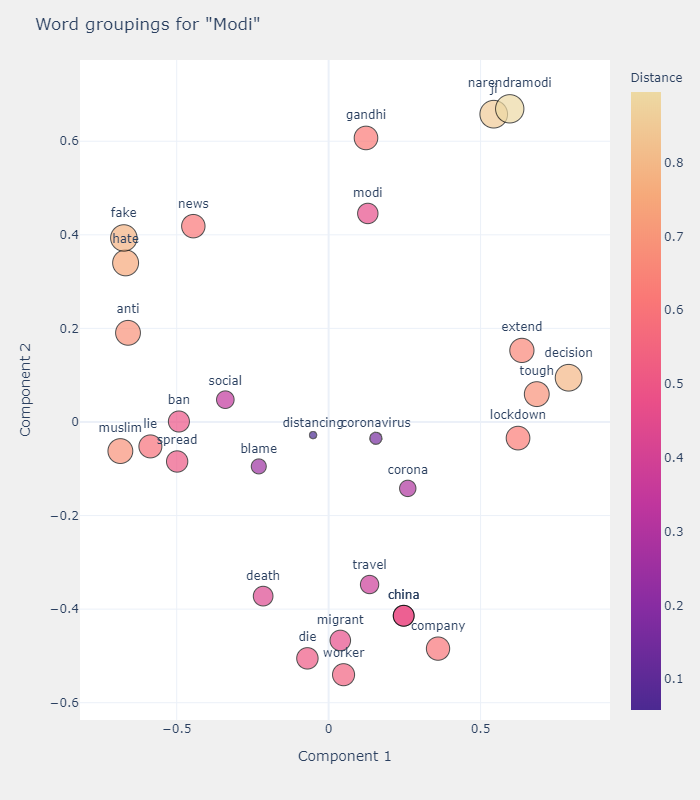 Word groupings for "Modi"
Distance
narendramodi
ji
gandhi
modi
news
fake
hate
anti
extend
decision
tough
social
ban
lockdown
muslim
lie
distancing
coronavirus
spread
blame
corona
travel
death
china
migrant
company
die
worker
0.6
0.4
0.2
0
−0.2
−0.4
−0.6
Component 2
−0.5
0
0.5
Component 1
0.8
0.7
0.6
0.5
0.4
0.3
0.2
0.1